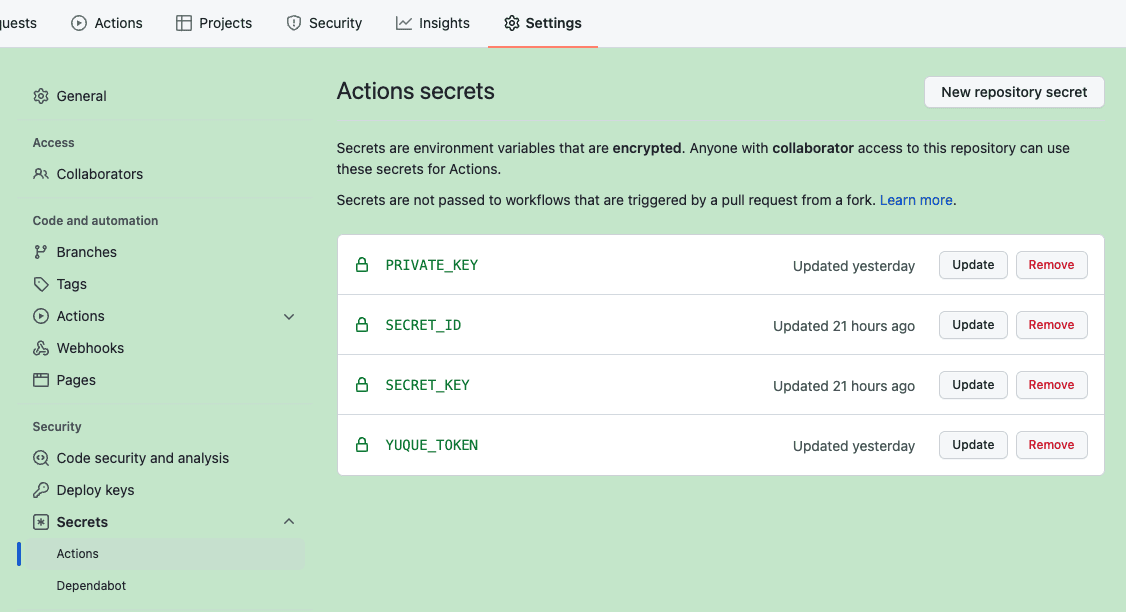 uests Actions Projects Security Insights Settings
General
Access
Collaborators
Code and automation
Branches
Tags
Actions
Webhooks
Pages
Security
Code security and analysis
Deploy keys
Secrets
Actions
Dependabot
Actions secrets
New repository secret
Secrets are environment variables that are encrypted. Anyone with collaborator access to this repository can use
these secrets for Actions.
Secrets are not passed to workflows that are triggered by a pull request from a fork. Learn more.
PRIVATE_KEY Updated yesterday Update Remove
SECRET_ID Updated 21 hours ago Update Remove
SECRET_KEY Updated 21 hours ago Update Remove
YUQUE_TOKEN Updated yesterday Update Remove